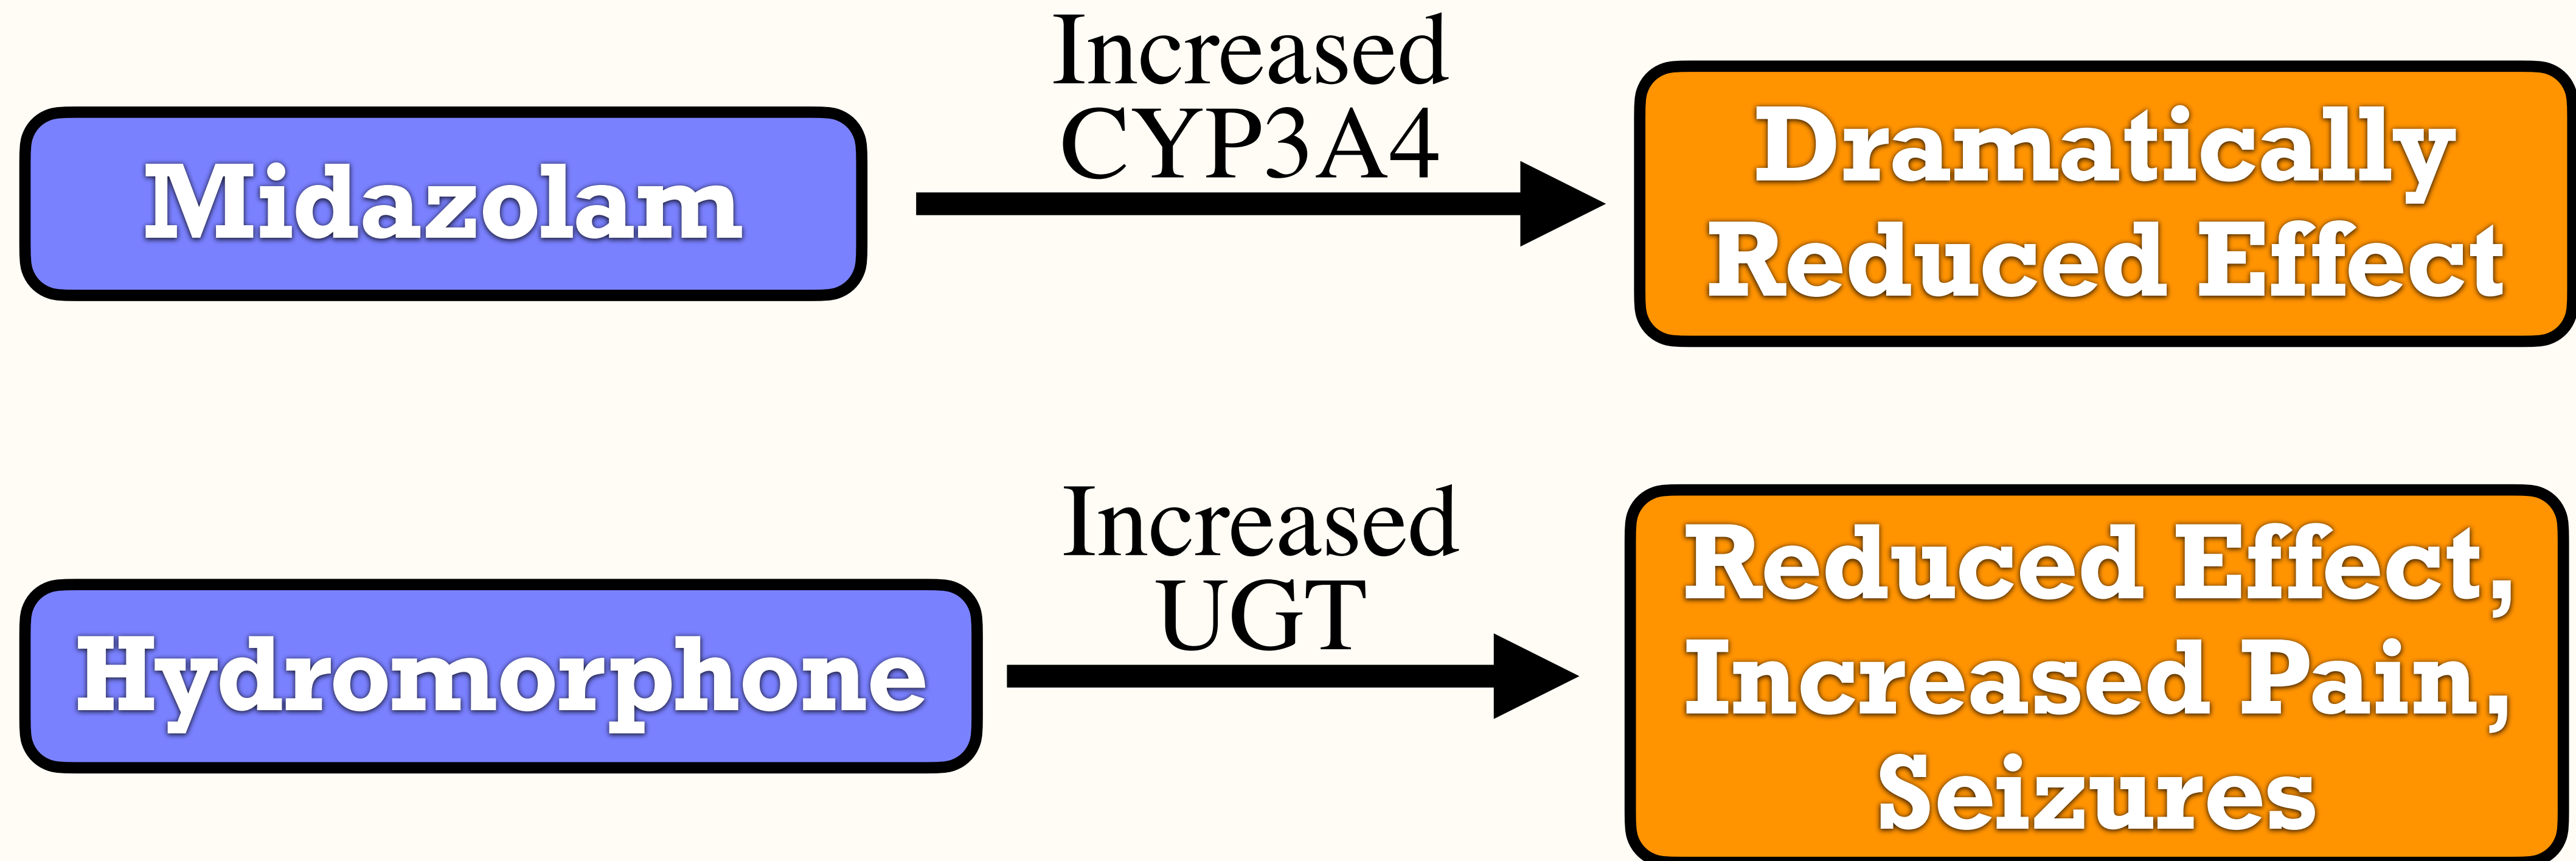 Increased
CYP3A4
Midazolam
Dramatically
Reduced Effect
Increased
UGT
Hydromorphone
Reduced Effect,
Increased Pain,
Seizures